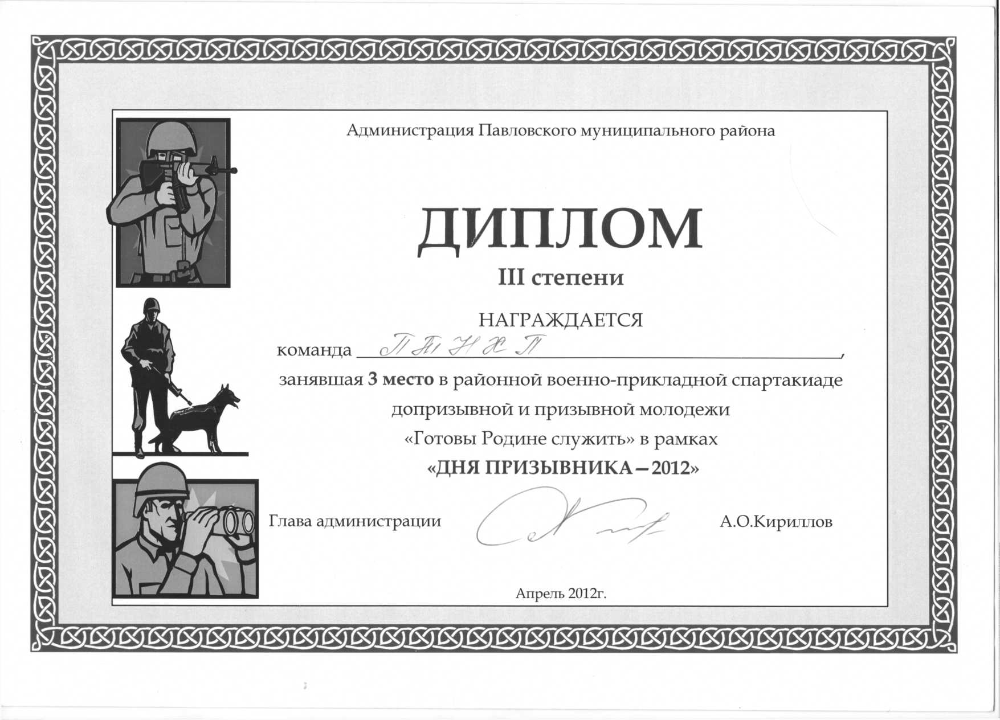 Администрация Павловского муниципального района
ДИПЛОМ
III степени
НАГРАЖДАЕТСЯ
команда ПТНХП,
занявшая 3 место в районной военно-прикладной спартакиаде
допризывной и призывной молодежи
«Готовы Родине служить» в рамках
«ДНЯ ПРИЗЫВНИКА—2012»
Глава администрации А.О.Кириллов
Апрель 2012г.